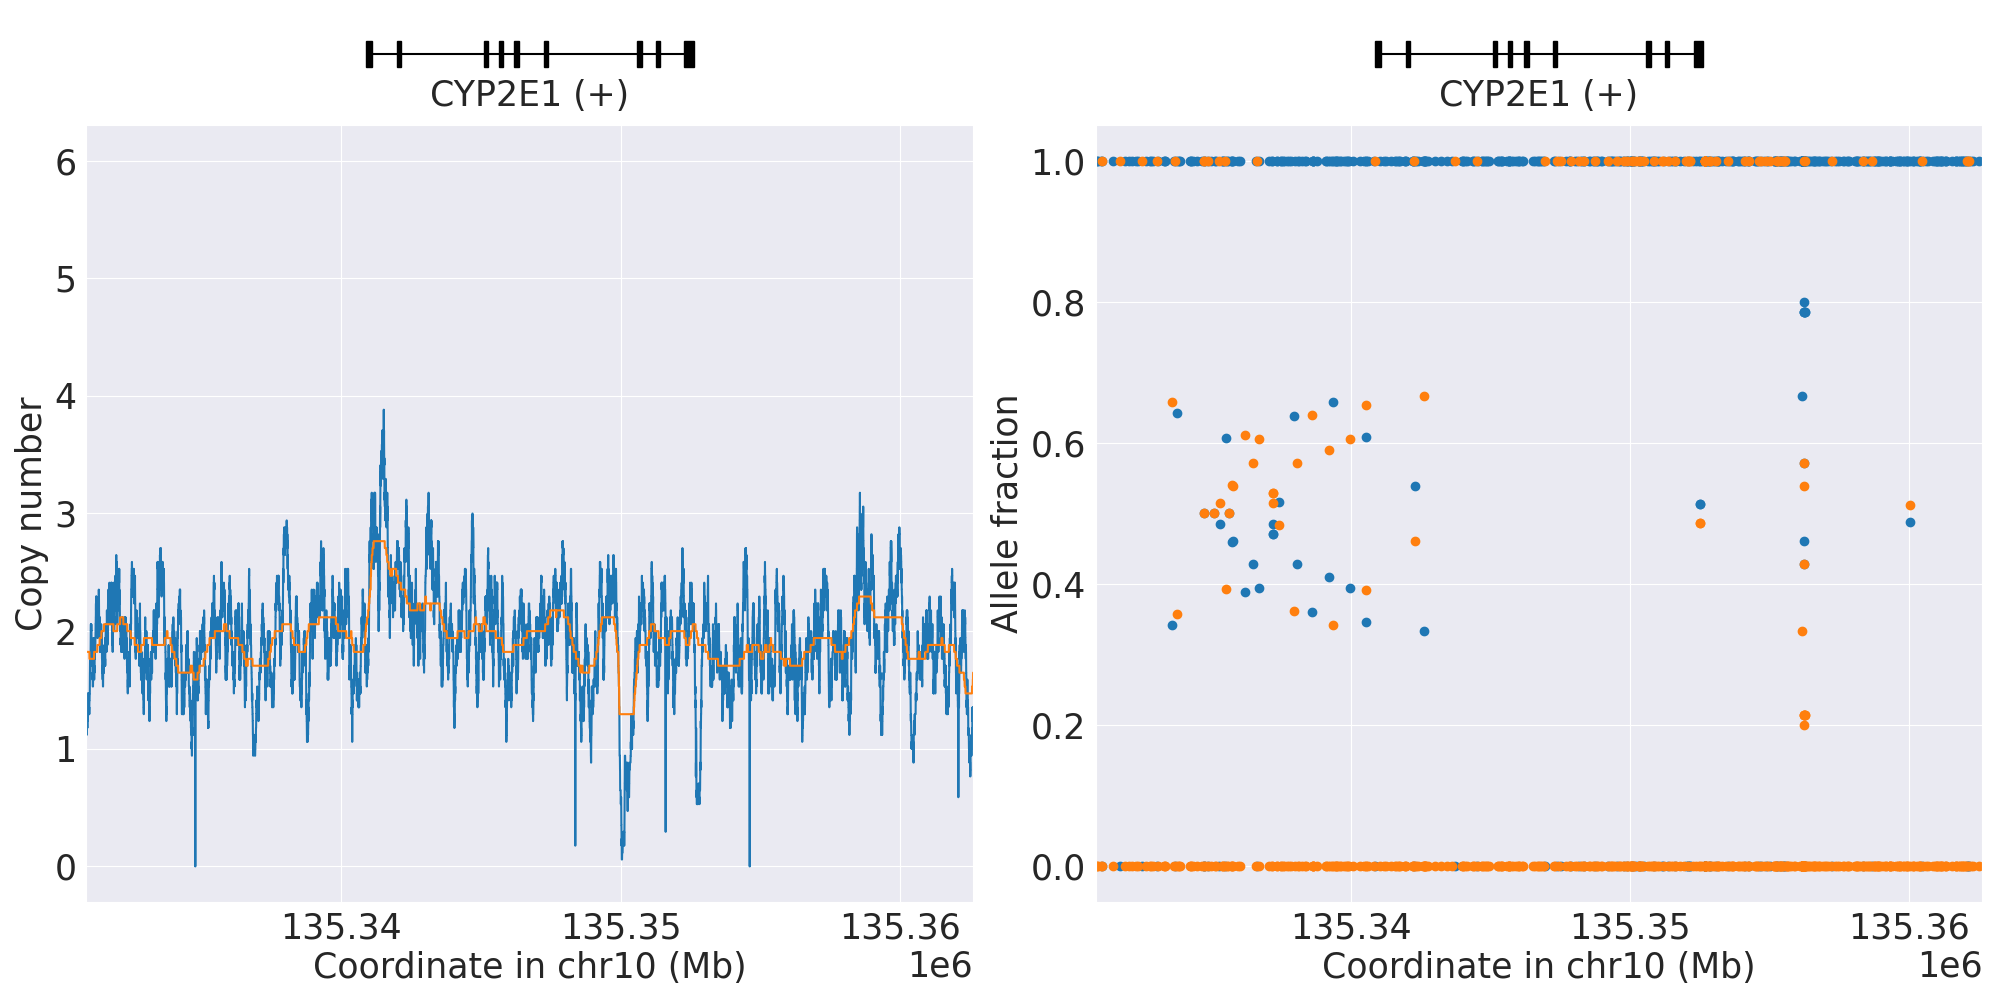 CYP2E1 (+)
6
5
4
3
2
1
0
Copy number
135.34 135.35 135.36
Coordinate in chr10 (Mb)
1e6
CYP2E1 (+)
1.0
0.8
0.6
0.4
0.2
0.0
Allele fraction
135.34 135.35 135.36
Coordinate in chr10 (Mb)
1e6